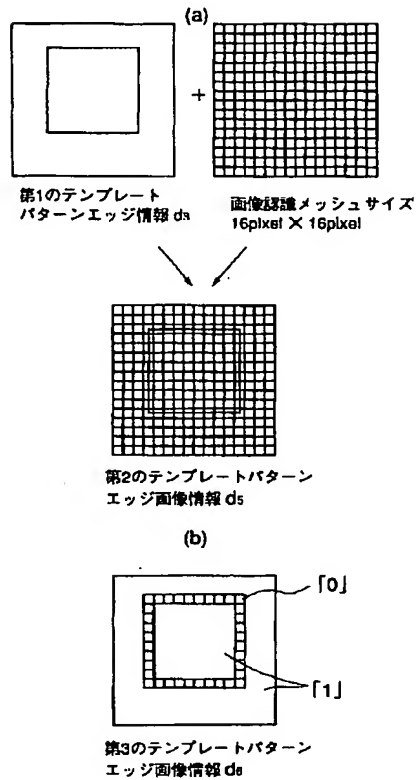 (a)
+
第1のテンプレート
パターンエッジ情報 d3
画像認識メッシュサイズ
16pixel × 16pixel
第2のテンプレートパターン
エッジ画像情報 d5
(b)
「0」
「1」
第3のテンプレートパターン
エッジ画像情報 d6